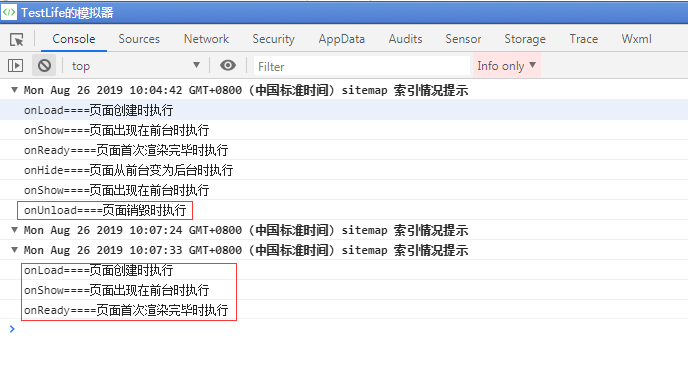 TestLife的模拟器
Console Sources Network Security AppData Audits Sensor Storage Trace Wxml
top Filter Info only
Mon Aug 26 2019 10:04:42 GMT+0800 (中国标准时间) sitemap 索引情况提示
onLoad====页面创建时执行
onShow====页面出现在前台时执行
onReady====页面首次渲染完毕时执行
onHide====页面从前台变为后台时执行
onShow====页面出现在前台时执行
onUnload====页面销毁时执行
Mon Aug 26 2019 10:07:24 GMT+0800 (中国标准时间) sitemap 索引情况提示
Mon Aug 26 2019 10:07:33 GMT+0800 (中国标准时间) sitemap 索引情况提示
onLoad====页面创建时执行
onShow====页面出现在前台时执行
onReady====页面首次渲染完毕时执行